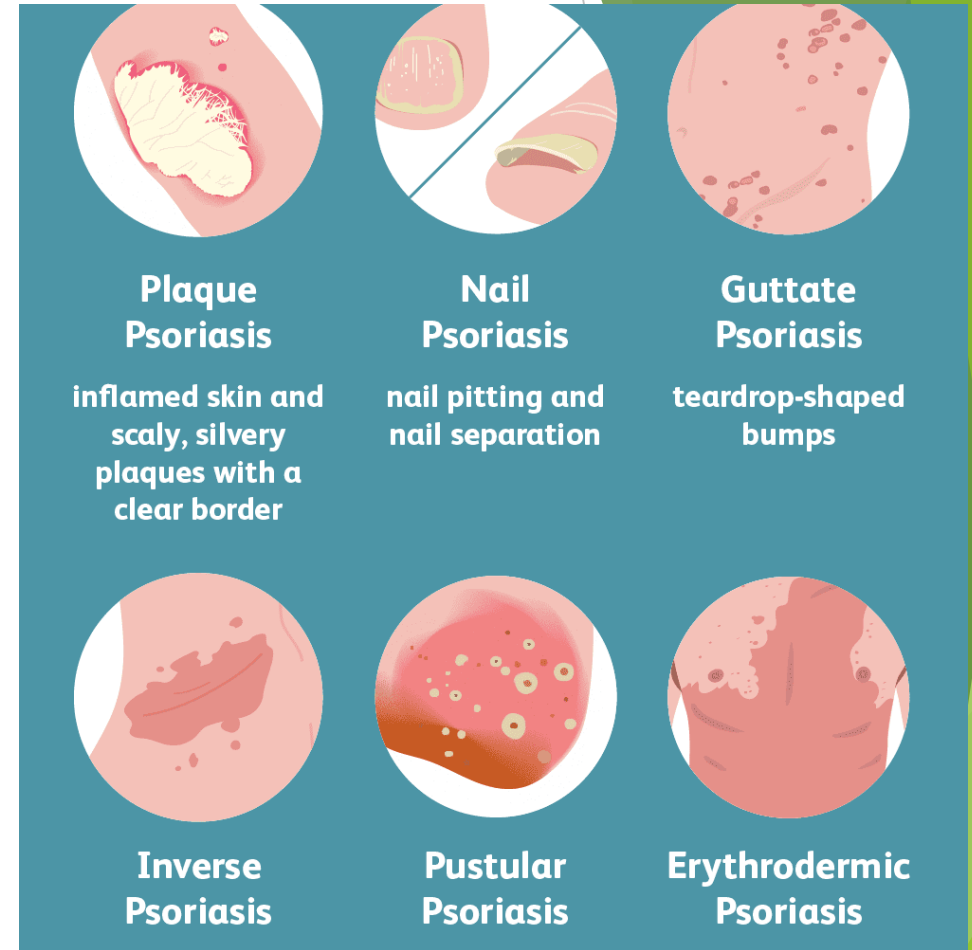 Plaque
Psoriasis
inflamed skin and
scaly, silvery
plaques with a
clear border
Nail
Psoriasis
nail pitting and
nail separation
Guttate
Psoriasis
teardrop-shaped
bumps
Inverse
Psoriasis
Pustular
Psoriasis
Erythrodermic
Psoriasis